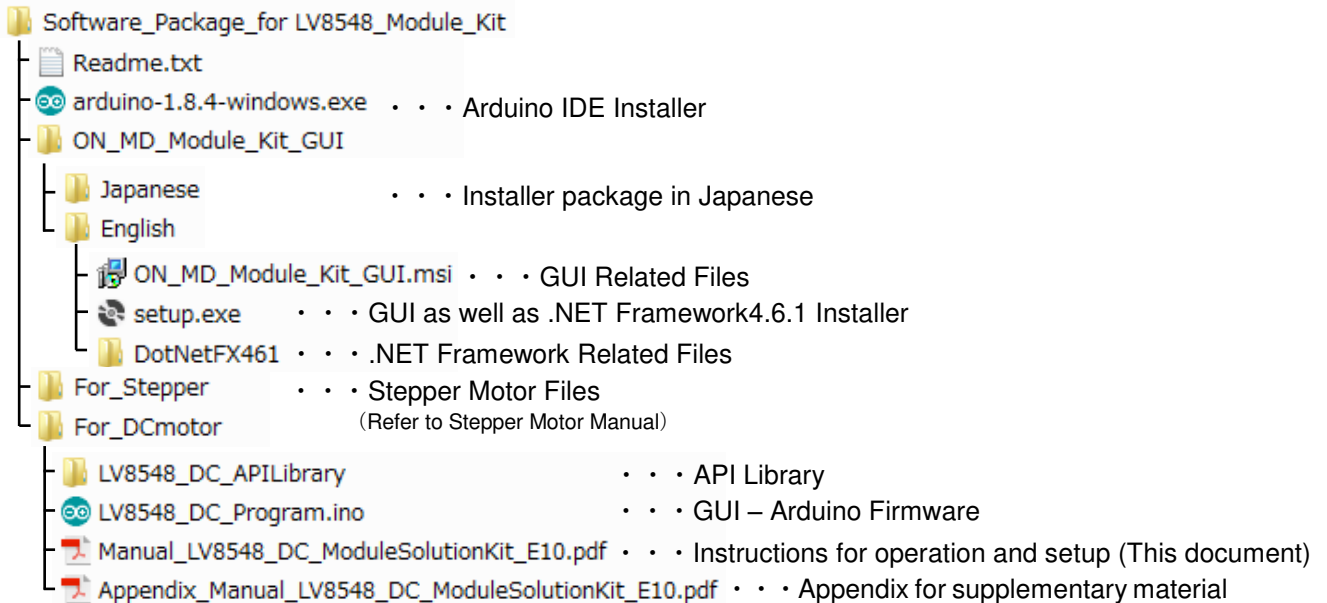 Software_Package_for LV8548_Module_Kit
Readme.txt
arduino-1.8.4-windows.exe ・・・Arduino IDE Installer
ON_MD_Module_Kit_GUI
Japanese ・・・Installer package in Japanese
English
ON_MD_Module_Kit_GUI.msi ・・・GUI Related Files
setup.exe ・・・GUI as well as .NET Framework4.6.1 Installer
DotNetFX461 ・・・.NET Framework Related Files
For_Stepper ・・・Stepper Motor Files
（Refer to Stepper Motor Manual）
For_DCmotor
LV8548_DC_APILibrary ・・・API Library
LV8548_DC_Program.ino ・・・GUI – Arduino Firmware
Manual_LV8548_DC_ModuleSolutionKit_E10.pdf ・・・Instructions for operation and setup (This document)
Appendix_Manual_LV8548_DC_ModuleSolutionKit_E10.pdf ・・・Appendix for supplementary material